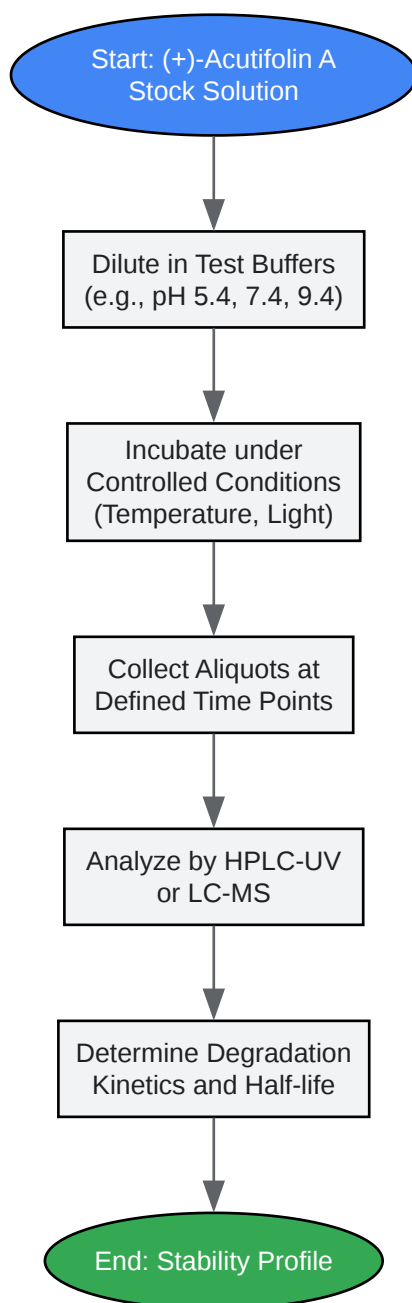 Start: (+)-Acutifolin A
Stock Solution
Dilute in Test Buffers
(e.g., pH 5.4, 7.4, 9.4)
Incubate under
Controlled Conditions
(Temperature, Light)
Collect Aliquots at
Defined Time Points
Analyze by HPLC-UV
or LC-MS
Determine Degradation
Kinetics and Half-life
End: Stability Profile